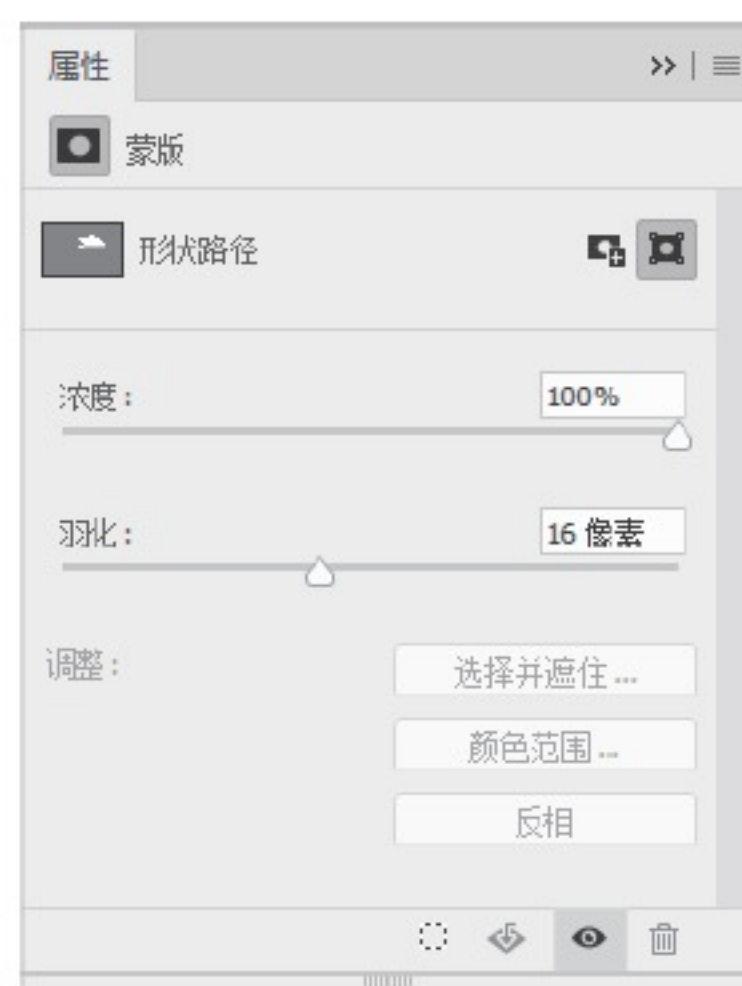 属性
蒙版
形状路径
浓度：
100%
羽化：
16 像素
调整：
选择并遮住...
颜色范围...
反相